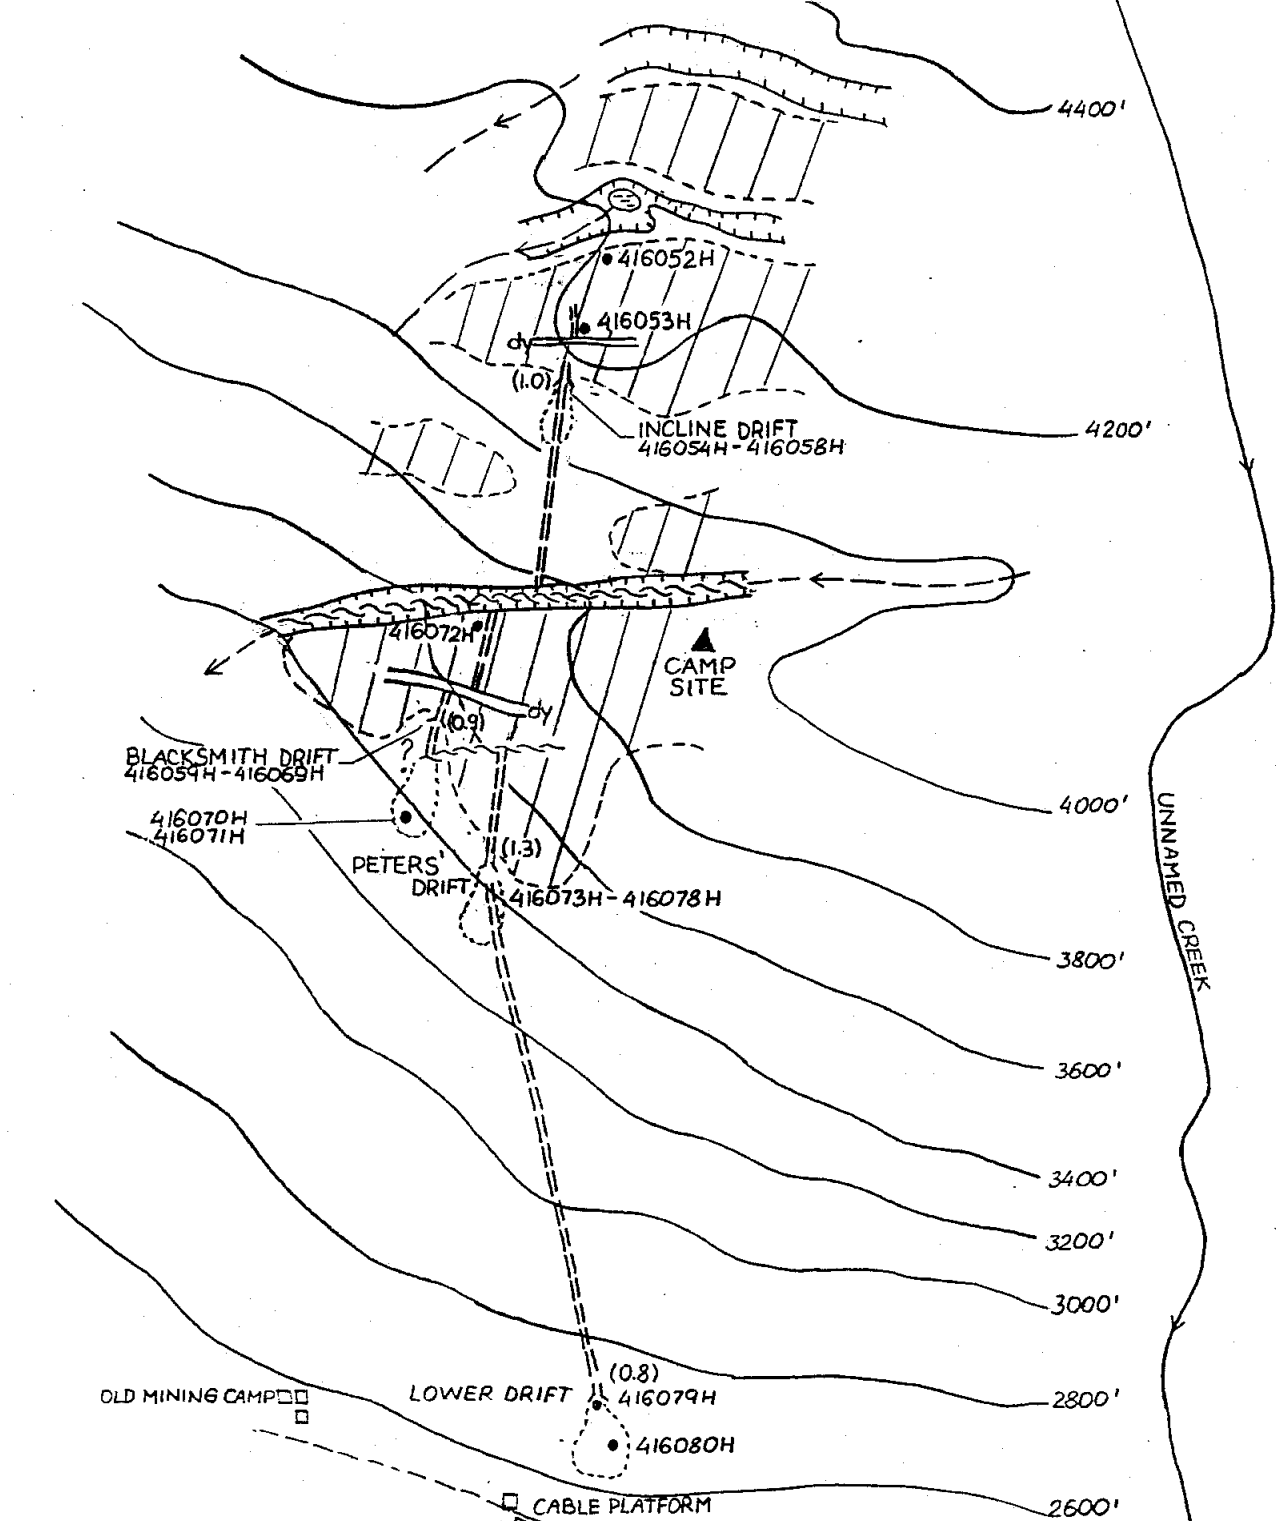 4400'
416052H
416053H
dy
(1.0)
4200'
INCLINE DRIFT
416054H-416058H
416072H
CAMP
SITE
dy
(0.9)
BLACKSMITH DRIFT
416059H-416069H
?
4000'
UNNAMED CREEK
416070H
416071H
(1.3)
PETERS'
DRIFT
416073H-416078H
3800'
3600'
3400'
3200'
3000'
(0.8)
OLD MINING CAMP
LOWER DRIFT
416079H
2800'
416080H
CABLE PLATFORM
2600'